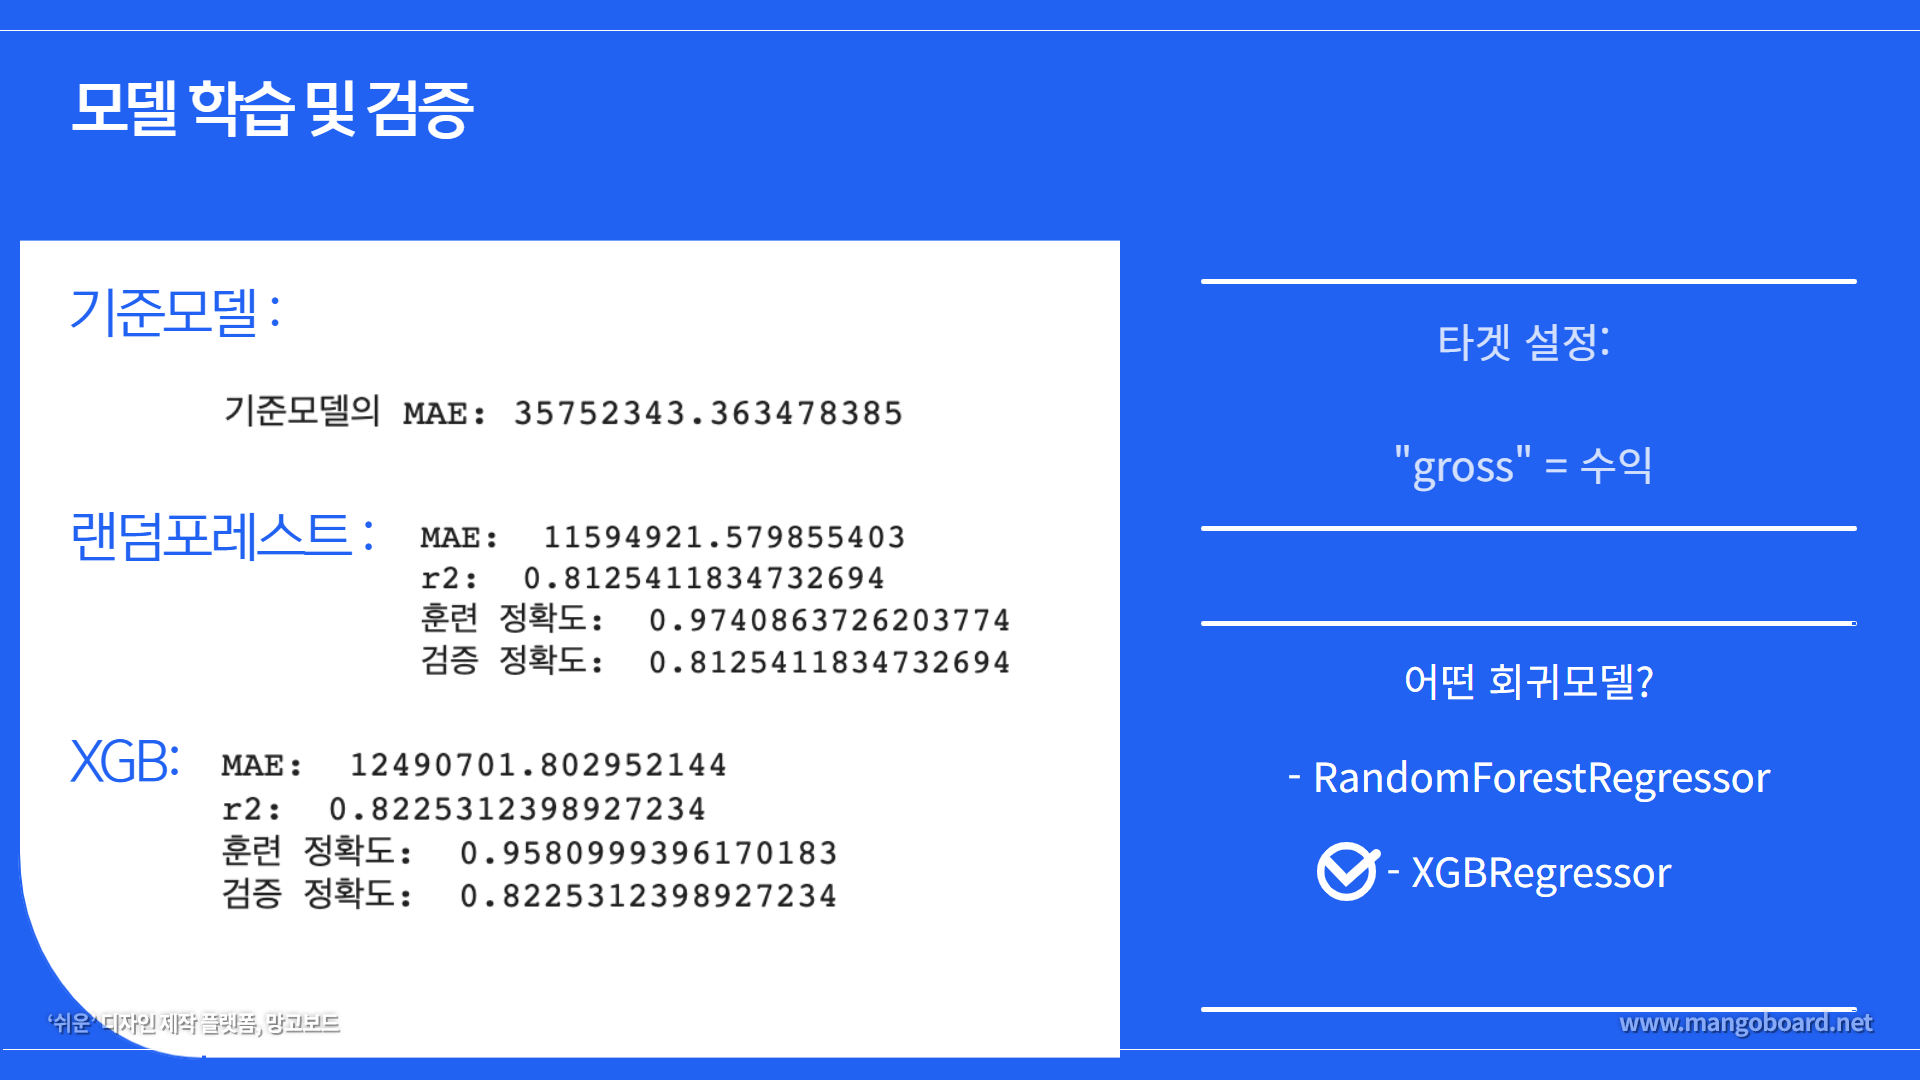 모델 학습 및 검증
기준모델 :
기준모델의 MAE: 35752343.363478385
랜덤포레스트 :
MAE: 11594921.579855403
r2: 0.8125411834732694
훈련 정확도: 0.9740863726203774
검증 정확도: 0.8125411834732694
XGB:
MAE: 12490701.802952144
r2: 0.8225312398927234
훈련 정확도: 0.9580999396170183
검증 정확도: 0.8225312398927234
타겟 설정:
"gross" = 수익
어떤 회귀모델?
- RandomForestRegressor
- XGBRegressor
‘쉬운’ 디자인 제작 플랫폼, 망고보드
www.mangoboard.net